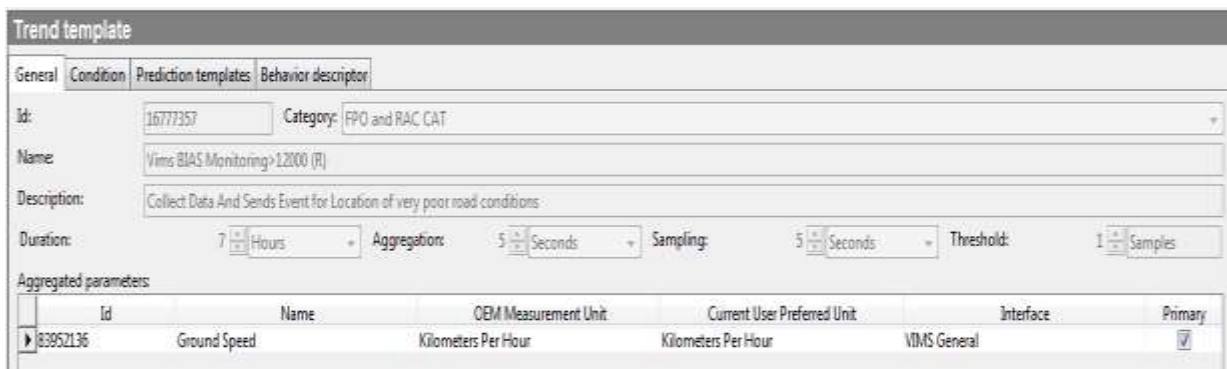 Trend template
General Condition Prediction templates Behavior descriptor
Id: 16777357 Category: FPO and RAC CAT
Name: Vims BIAS Monitoring>12000 (R)
Description: Collect Data And Sends Event for Location of very poor road conditions
Duration: 7 Hours Aggregation: 5 Seconds Sampling: 5 Seconds Threshold: 1 Samples
Aggregated parameters:
Id Name OEM Measurement Unit Current User Preferred Unit Interface Primary
83952136 Ground Speed Kilometers Per Hour Kilometers Per Hour VIMS General